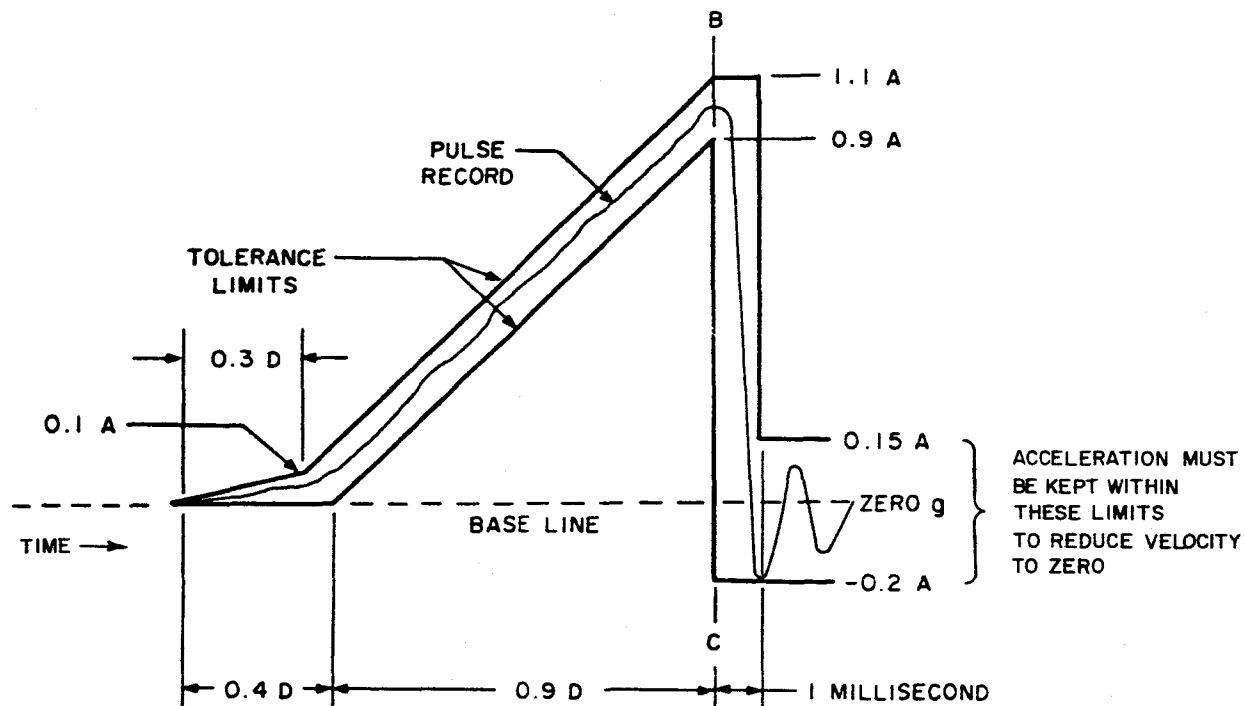 B
1.1 A
0.9 A
PULSE
RECORD
TOLERANCE
LIMITS
0.3 D
0.1 A
0.15 A
ACCELERATION MUST
BE KEPT WITHIN
THESE LIMITS
TO REDUCE VELOCITY
TO ZERO
ZERO g
BASE LINE
TIME
-0.2 A
C
0.4 D
0.9 D
1 MILLISECOND